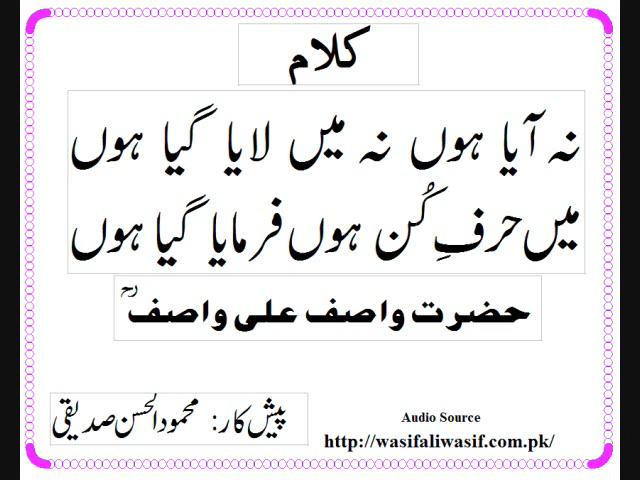 کلام
نہ آیا ہوں نہ میں لایا گیا ہوں
میں حرفِ کُن ہوں فرمایا گیا ہوں
حضرت واصف علی واصفؒ
پیش کار: محمود الحسن صدیقی
Audio Source
http://wasifaliwasif.com.pk/